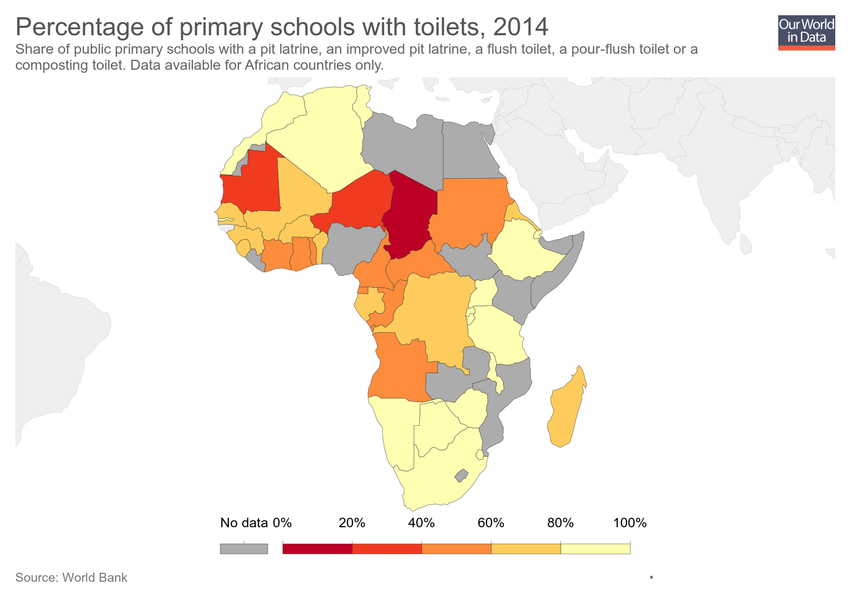 Percentage of primary schools with toilets, 2014
Our World
in Data
Share of public primary schools with a pit latrine, an improved pit latrine, a flush toilet, a pour-flush toilet or a
composting toilet. Data available for African countries only.
No data 0% 20% 40% 60% 80% 100%
Source: World Bank